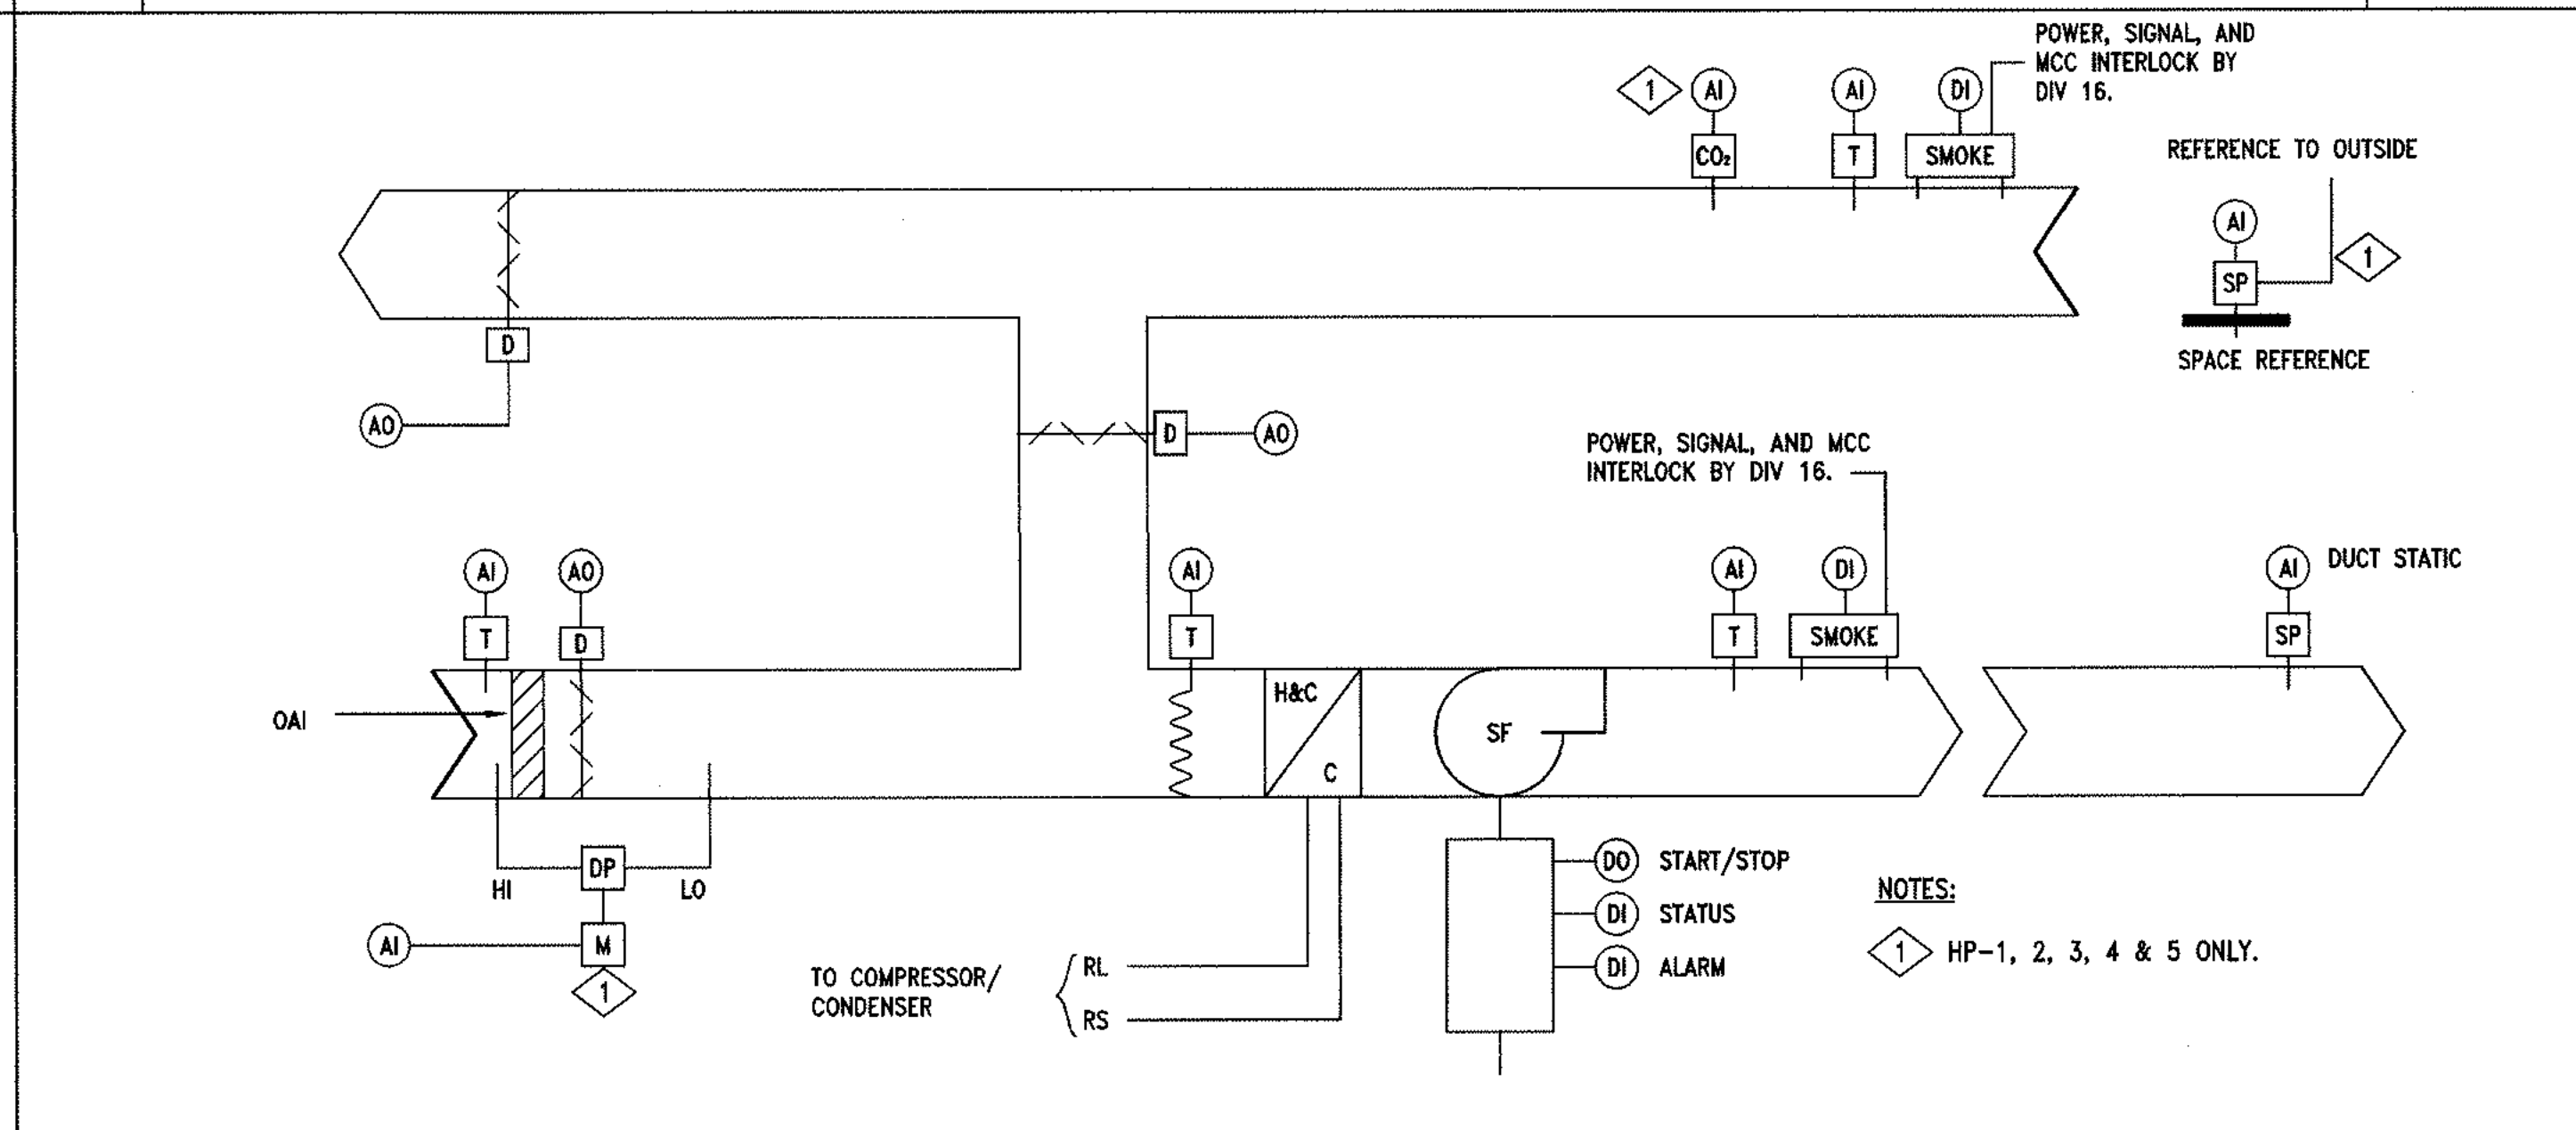 POWER, SIGNAL, AND
MCC INTERLOCK BY
DIV 16.
1
AI
AI
DI
CO₂
T
SMOKE
REFERENCE TO OUTSIDE
AI
1
SP
SPACE REFERENCE
D
AO
D
AO
POWER, SIGNAL, AND MCC
INTERLOCK BY DIV 16.
AI
AO
AI
AI
DI
AI
DUCT STATIC
T
D
T
T
SMOKE
SP
OAI
H&C
C
SF
DP
HI
LO
AI
M
1
TO COMPRESSOR/
CONDENSER
RL
RS
DO START/STOP
DI STATUS
DI ALARM
NOTES:
1 HP-1, 2, 3, 4 & 5 ONLY.